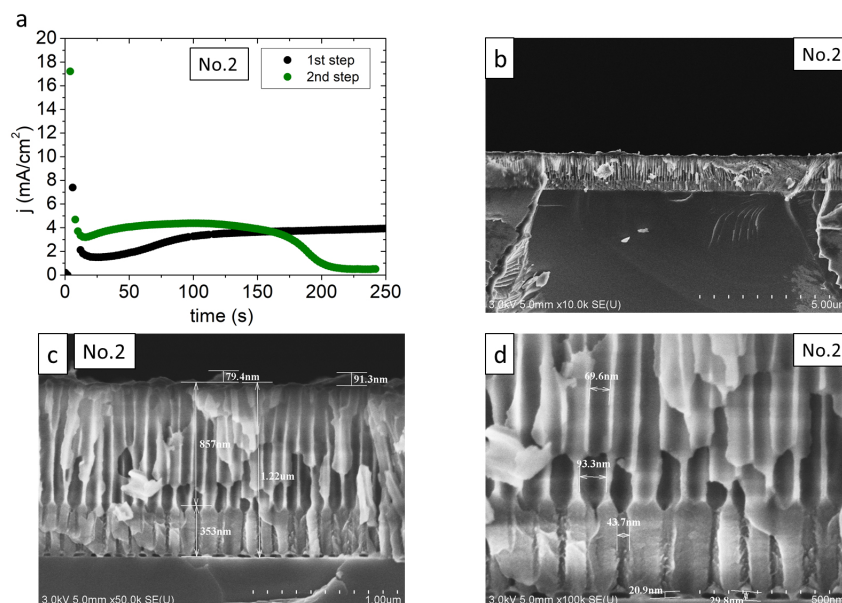 a
No.2
1st step
2nd step
20
18
16
14
12
10
8
6
4
2
0
j (mA/cm²)
0 50 100 150 200 250
time (s)
b
No.2
3.0kV 5.0mm x10.0k SE(U)
5.00um
c
No.2
79.4nm
91.3nm
857nm
1.22um
353nm
3.0kV 5.0mm x50.0k SE(U)
1.00um
d
No.2
69.6nm
93.3nm
43.7nm
20.9nm
29.8nm
3.0kV 5.0mm x100k SE(U)
500nm